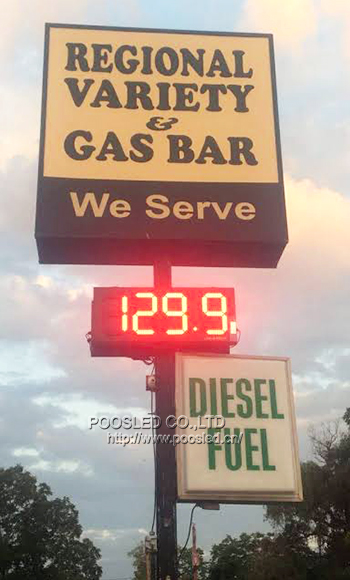 REGIONAL
VARIETY
&
GAS BAR
We Serve
129.9
DIESEL
FUEL
POOSLED CO.,LTD
http://www.poosled.cn/